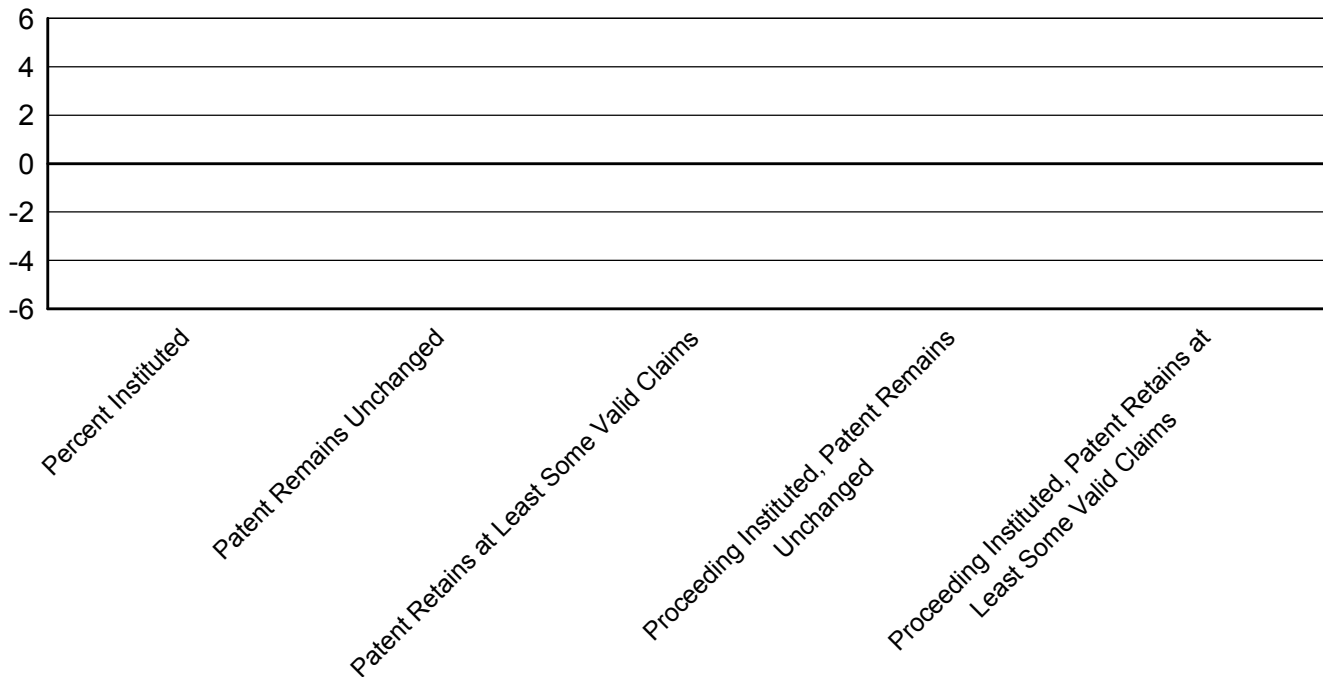 6
4
2
0
-2
-4
-6
Percent Instituted
Patent Remains Unchanged
Patent Retains at Least Some Valid Claims
Proceeding Instituted, Patent Remains
Unchanged
Proceeding Instituted, Patent Retains at
Least Some Valid Claims